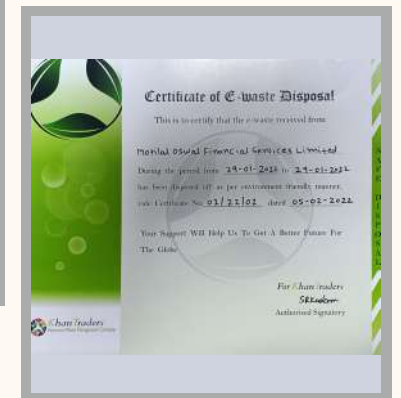 Certificate of E-waste Disposal
This is to certify that the e-waste received from
Motilal Oswal Financial Services Limited
During the period from 29-01-2022 to 29-01-2022
has been disposed off as per environment friendly manner,
vide Certificate No. 02/22/02 dated 05-02-2022
Your Support Will Help Us To Get A Better Future For
The Globe
For Khan Traders
Authorised Signatory
Khan Traders